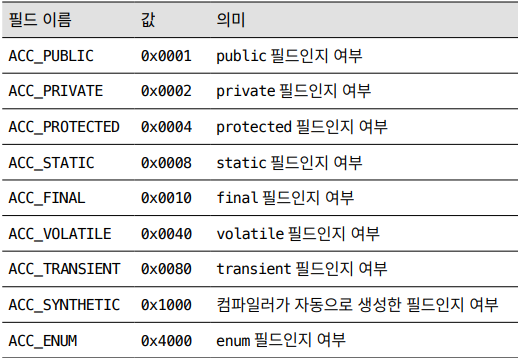 필드 이름 값 의미
ACC_PUBLIC 0x0001 public 필드인지 여부
ACC_PRIVATE 0x0002 private 필드인지 여부
ACC_PROTECTED 0x0004 protected 필드인지 여부
ACC_STATIC 0x0008 static 필드인지 여부
ACC_FINAL 0x0010 final 필드인지 여부
ACC_VOLATILE 0x0040 volatile 필드인지 여부
ACC_TRANSIENT 0x0080 transient 필드인지 여부
ACC_SYNTHETIC 0x1000 컴파일러가 자동으로 생성한 필드인지 여부
ACC_ENUM 0x4000 enum 필드인지 여부